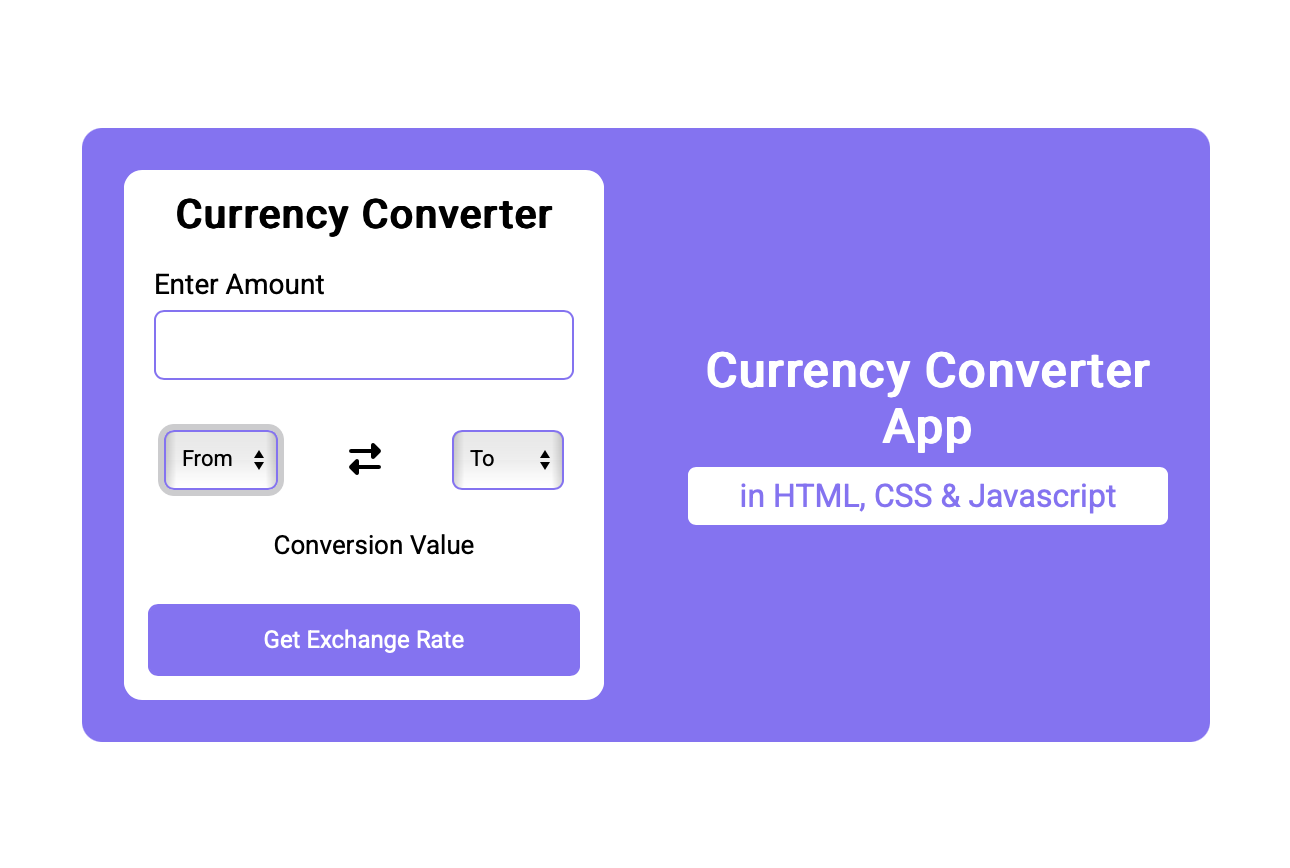 Currency Converter
Enter Amount
From
To
Conversion Value
Get Exchange Rate
Currency Converter
App
in HTML, CSS & Javascript